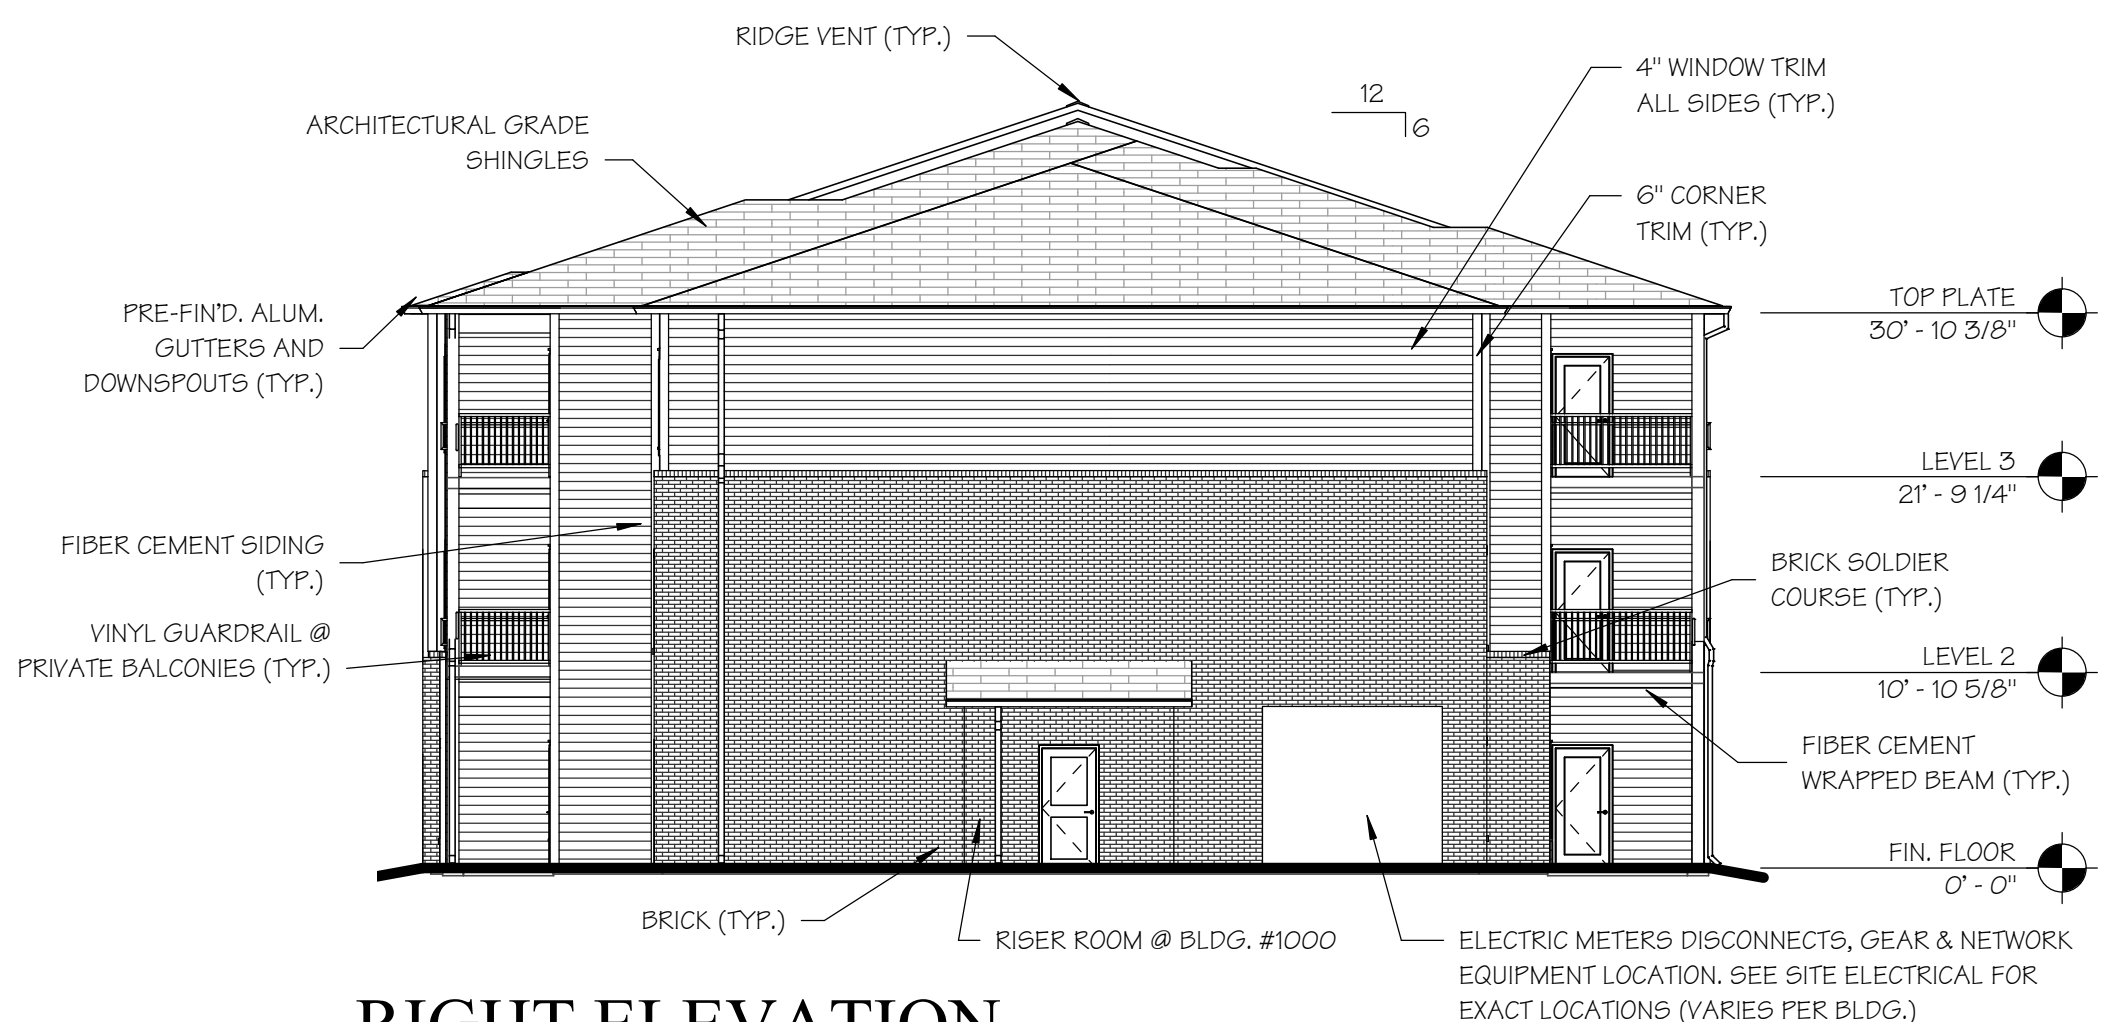 RIDGE VENT (TYP.)
4" WINDOW TRIM
ALL SIDES (TYP.)
12
6
ARCHITECTURAL GRADE
SHINGLES
6" CORNER
TRIM (TYP.)
PRE-FIN'D. ALUM.
GUTTERS AND
DOWNSPOUTS (TYP.)
TOP PLATE
30' - 10 3/8"
LEVEL 3
21' - 9 1/4"
FIBER CEMENT SIDING
(TYP.)
BRICK SOLDIER
COURSE (TYP.)
VINYL GUARDRAIL @
PRIVATE BALCONIES (TYP.)
LEVEL 2
10' - 10 5/8"
FIBER CEMENT
WRAPPED BEAM (TYP.)
FIN. FLOOR
0' - 0"
BRICK (TYP.)
RISER ROOM @ BLDG. #1000
ELECTRIC METERS DISCONNECTS, GEAR & NETWORK
EQUIPMENT LOCATION. SEE SITE ELECTRICAL FOR
EXACT LOCATIONS (VARIES PER BLDG.)
RIGHT ELEVATION